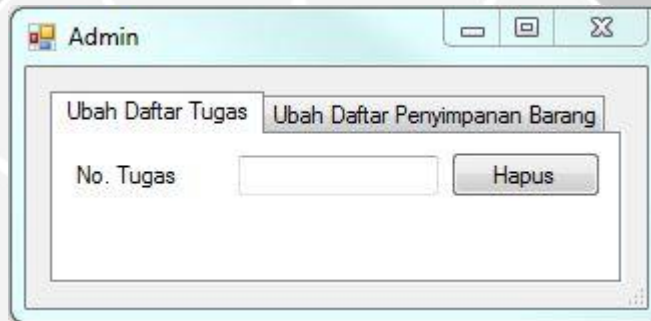 Admin
Ubah Daftar Tugas Ubah Daftar Penyimpanan Barang
No. Tugas Hapus